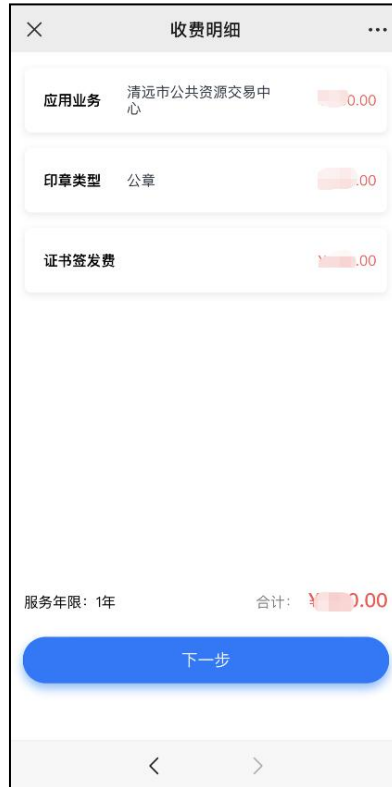 收费明细
应用业务 清远市公共资源交易中
心
0.00
印章类型 公章
.00
证书签发费
.00
服务年限：1年 合计：
0.00
下一步